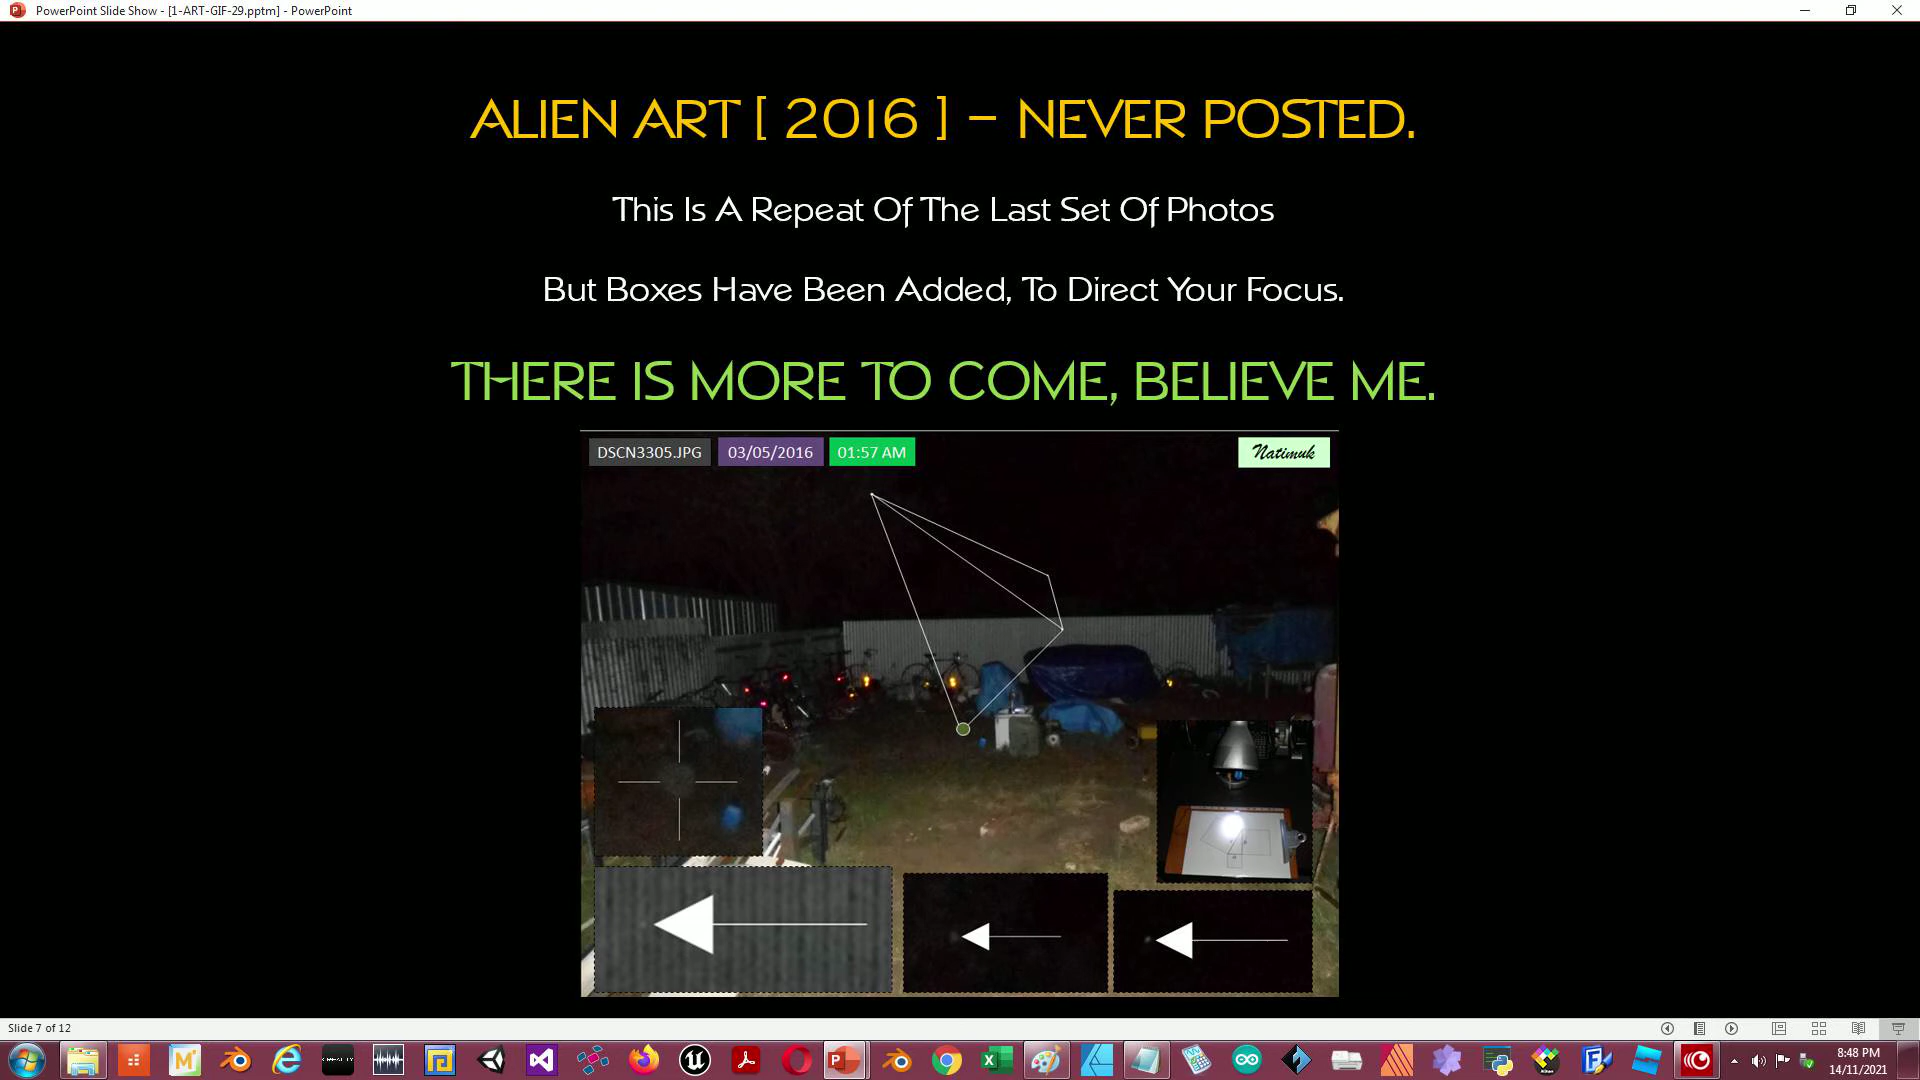 PowerPoint Slide Show - [1-ART-GIF-29.pptm] - PowerPoint
ALIEN ART [ 2016 ] - NEVER POSTED.
This Is A Repeat Of The Last Set Of Photos
But Boxes Have Been Added, To Direct Your Focus.
THERE IS MORE TO COME, BELIEVE ME.
DSCN3305.JPG 03/05/2016 01:57 AM Natimuk
Slide 7 of 12
8:48 PM
14/11/2021